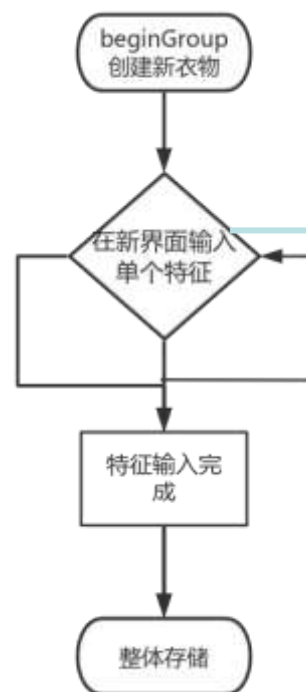 beginGroup
创建新衣物
在新界面输入
单个特征
特征输入完
成
整体存储